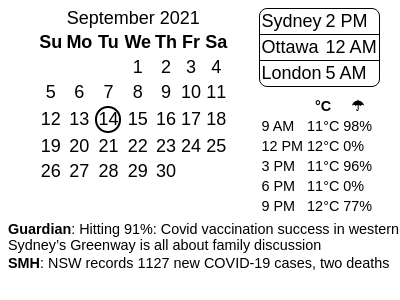 September 2021
Su Mo Tu We Th Fr Sa
1 2 3 4
5 6 7 8 9 10 11
12 13 14 15 16 17 18
19 20 21 22 23 24 25
26 27 28 29 30
Sydney 2 PM
Ottawa 12 AM
London 5 AM
°C ☂
9 AM 11°C 98%
12 PM 12°C 0%
3 PM 11°C 96%
6 PM 11°C 0%
9 PM 12°C 77%
Guardian: Hitting 91%: Covid vaccination success in western
Sydney’s Greenway is all about family discussion
SMH: NSW records 1127 new COVID-19 cases, two deaths